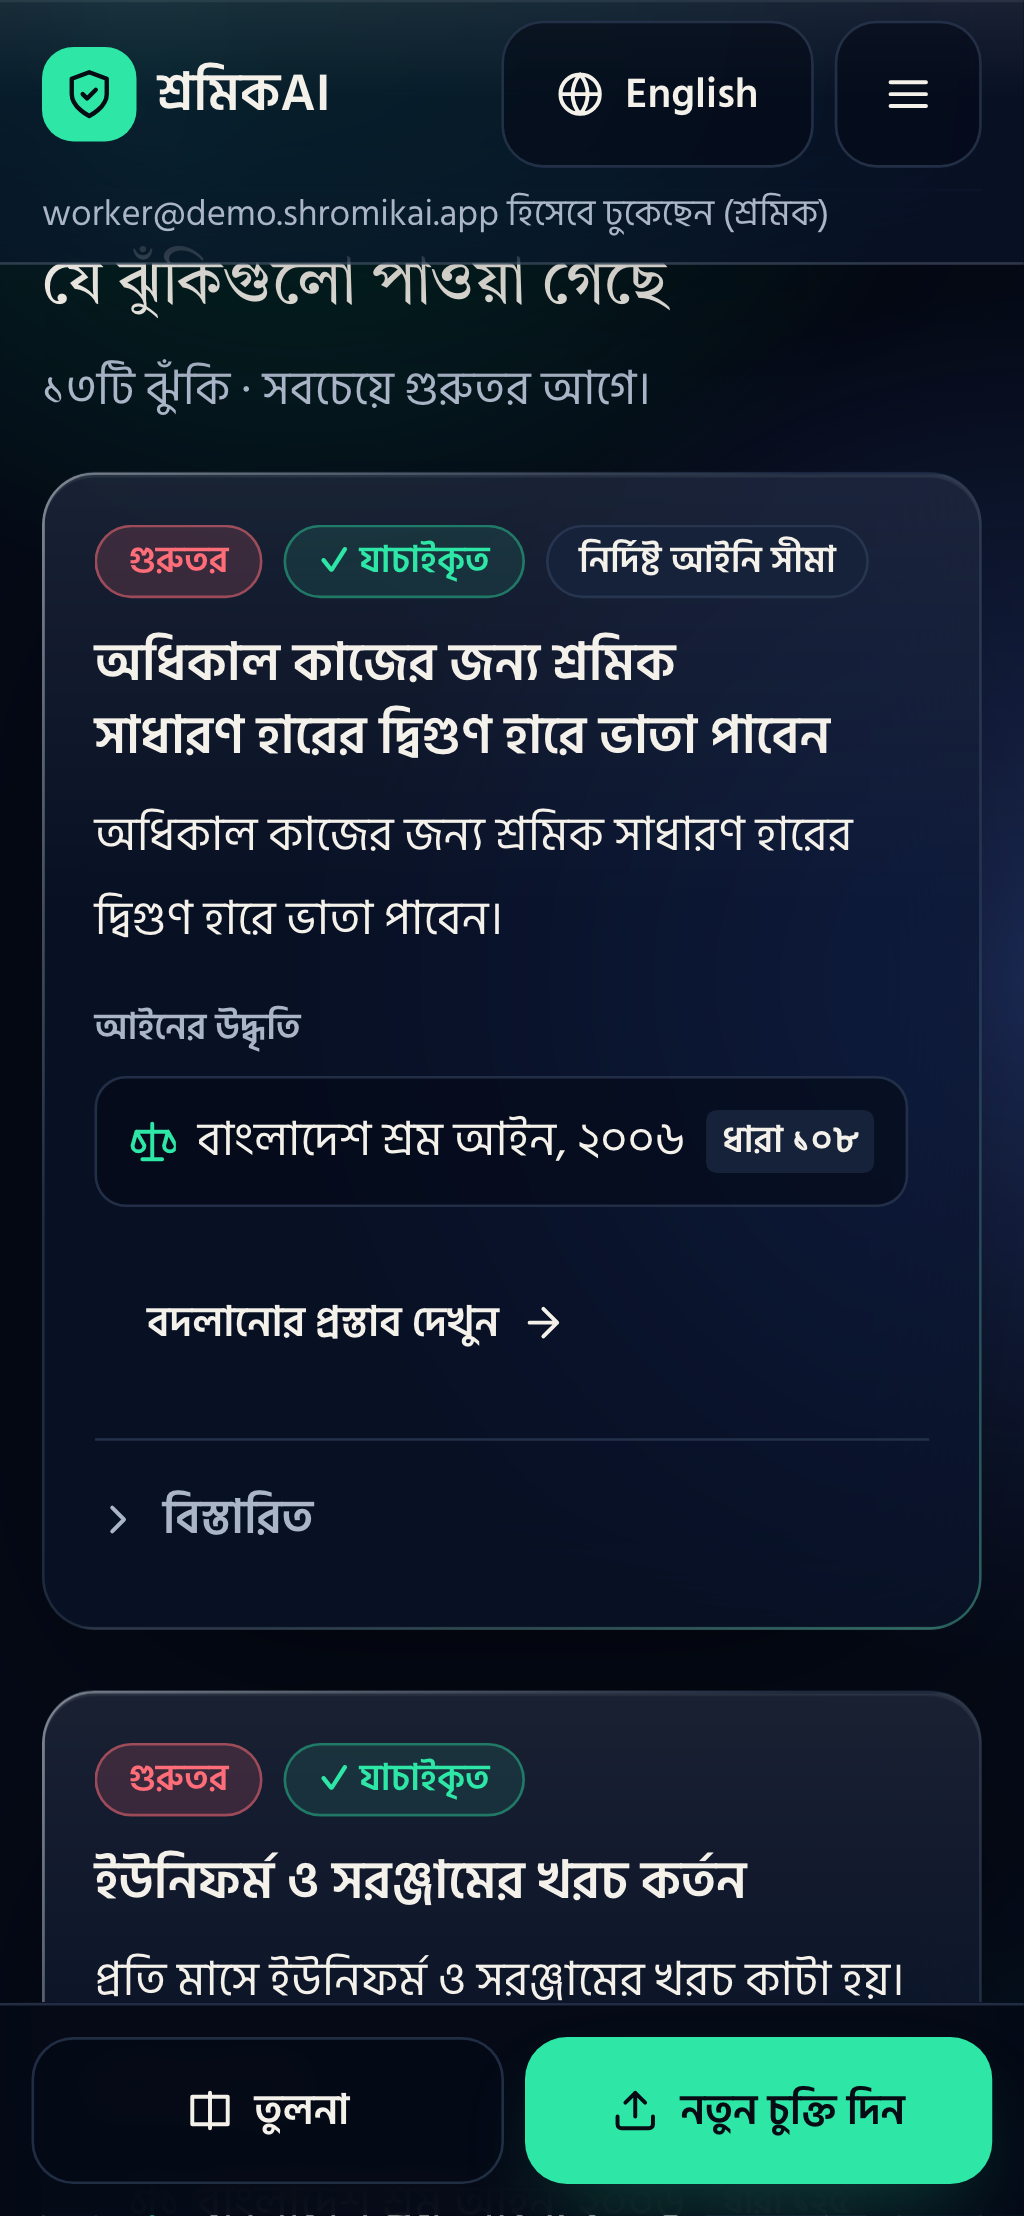 শ্রমিকAI
English
worker@demo.shromikai.app হিসেবে ঢুকেছেন (শ্রমিক)
যে ঝুঁকিগুলো পাওয়া গেছে
১৩টি ঝুঁকি · সবচেয়ে গুরুতর আগে।
গুরুতর
✓ যাচাইকৃত
নির্দিষ্ট আইনি সীমা
অধিকাল কাজের জন্য শ্রমিক
সাধারণ হারের দ্বিগুণ হারে ভাতা পাবেন
অধিকাল কাজের জন্য শ্রমিক সাধারণ হারের
দ্বিগুণ হারে ভাতা পাবেন।
আইনের উদ্ধৃতি
বাংলাদেশ শ্রম আইন, ২০০৬ ধারা ১০৮
বদলানোর প্রস্তাব দেখুন →
বিস্তারিত
গুরুতর
✓ যাচাইকৃত
ইউনিফর্ম ও সরঞ্জামের খরচ কর্তন
প্রতি মাসে ইউনিফর্ম ও সরঞ্জামের খরচ কাটা হয়।
তুলনা
নতুন চুক্তি দিন